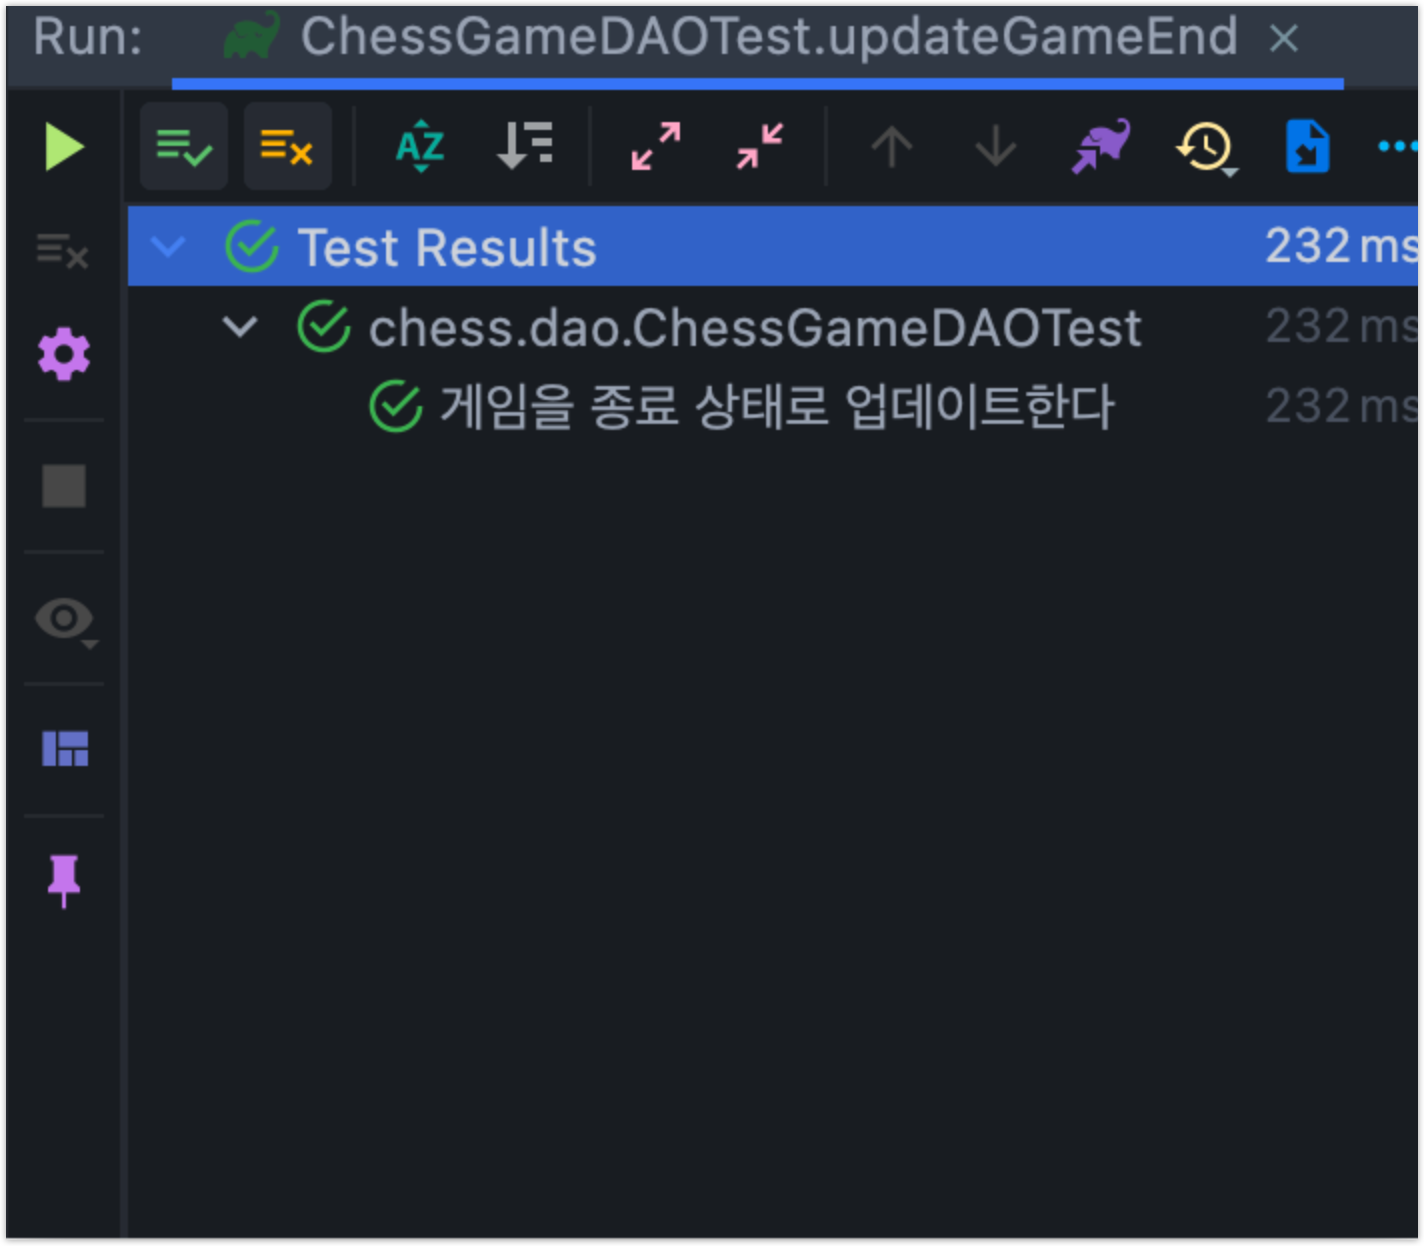 Run: ChessGameDAOTest.updateGameEnd
AZ
Test Results 232 ms
chess.dao.ChessGameDAOTest 232 ms
게임을 종료 상태로 업데이트한다 232 ms